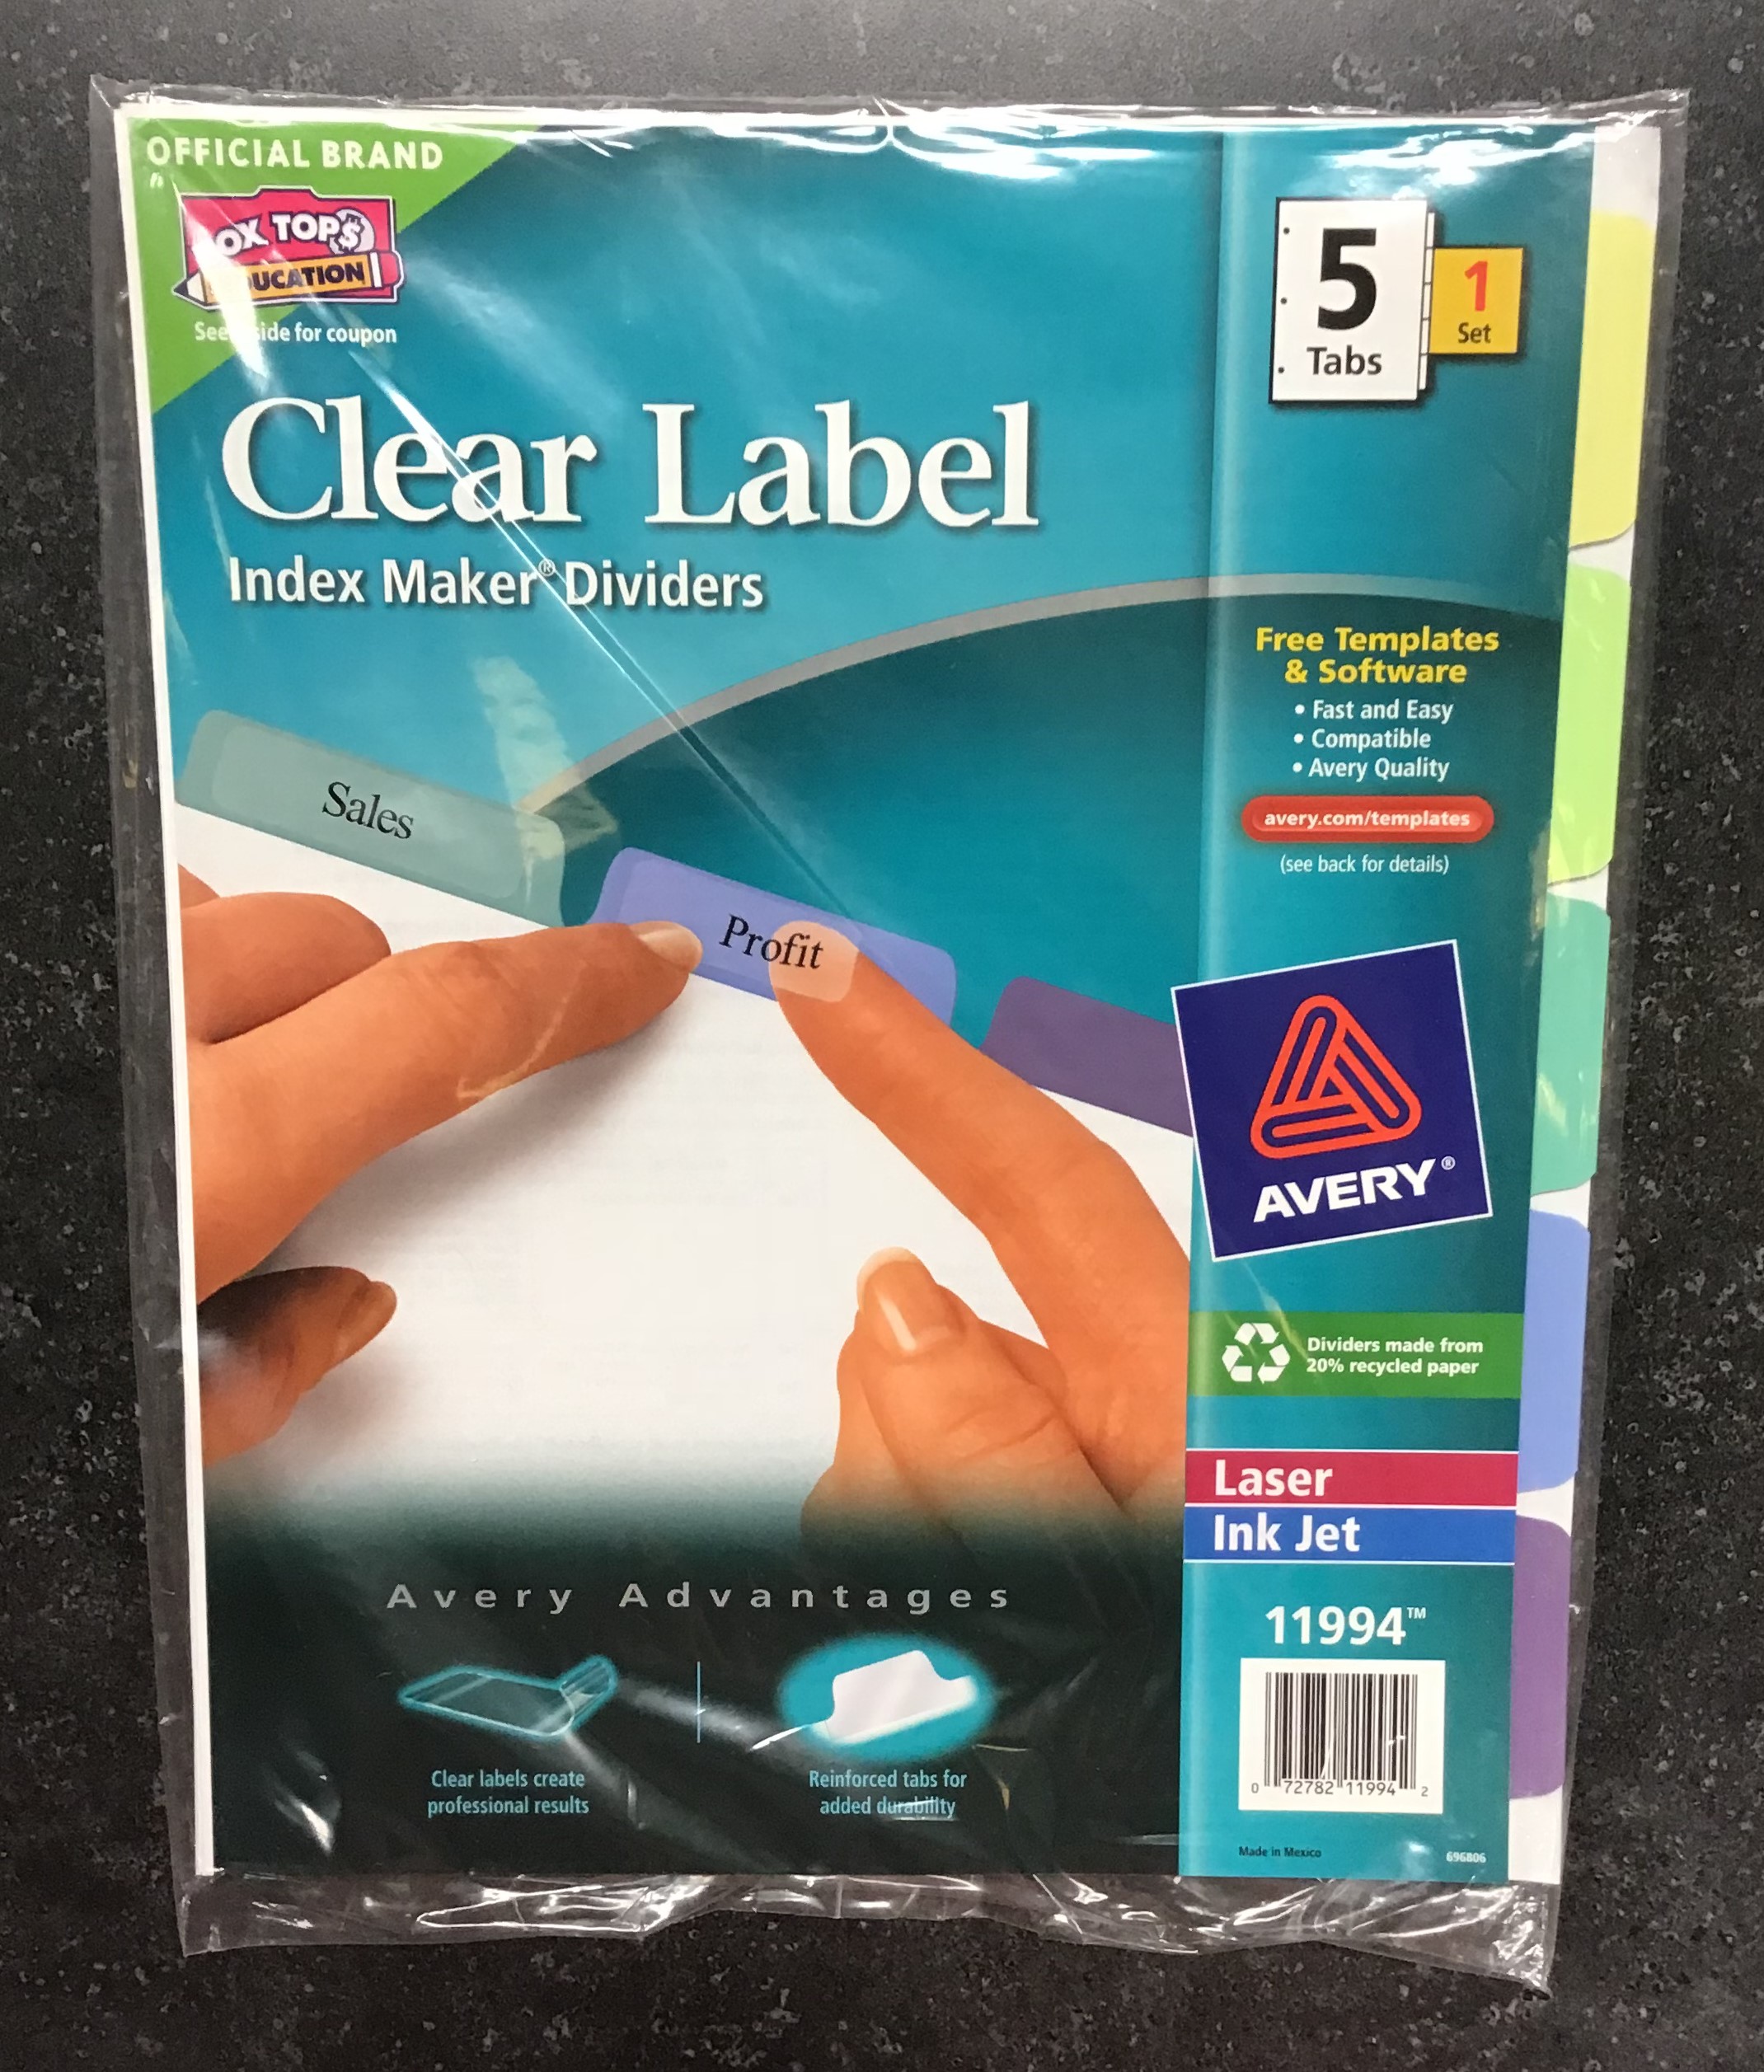 OFFICIAL BRAND
OX TOPS
UCATION
See side for coupon
5
Tabs
1
Set
Clear Label
Index Maker® Dividers
Free Templates
& Software
• Fast and Easy
• Compatible
• Avery Quality
avery.com/templates
(see back for details)
Sales
Profit
AVERY®
Dividers made from
20% recycled paper
Laser
Ink Jet
Avery Advantages
Clear labels create
professional results
Reinforced tabs for
added durability
11994™
0 72782 11994 2
Made in Mexico
696806